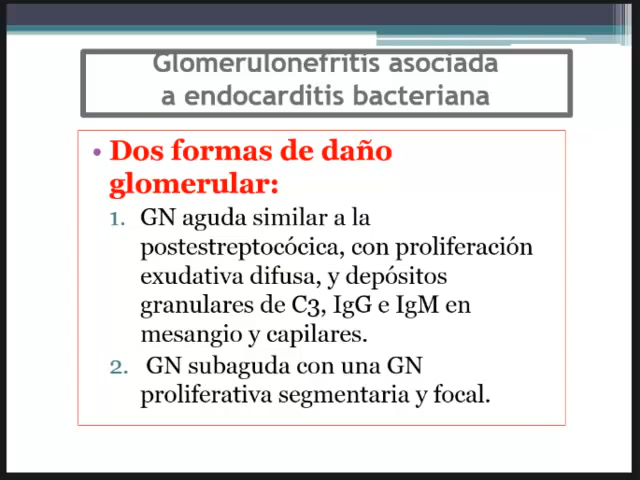 Glomerulonefritis asociada
a endocarditis bacteriana
• Dos formas de daño
glomerular:
1. GN aguda similar a la
postestreptocócica, con proliferación
exudativa difusa, y depósitos
granulares de C3, IgG e IgM en
mesangio y capilares.
2. GN subaguda con una GN
proliferativa segmentaria y focal.